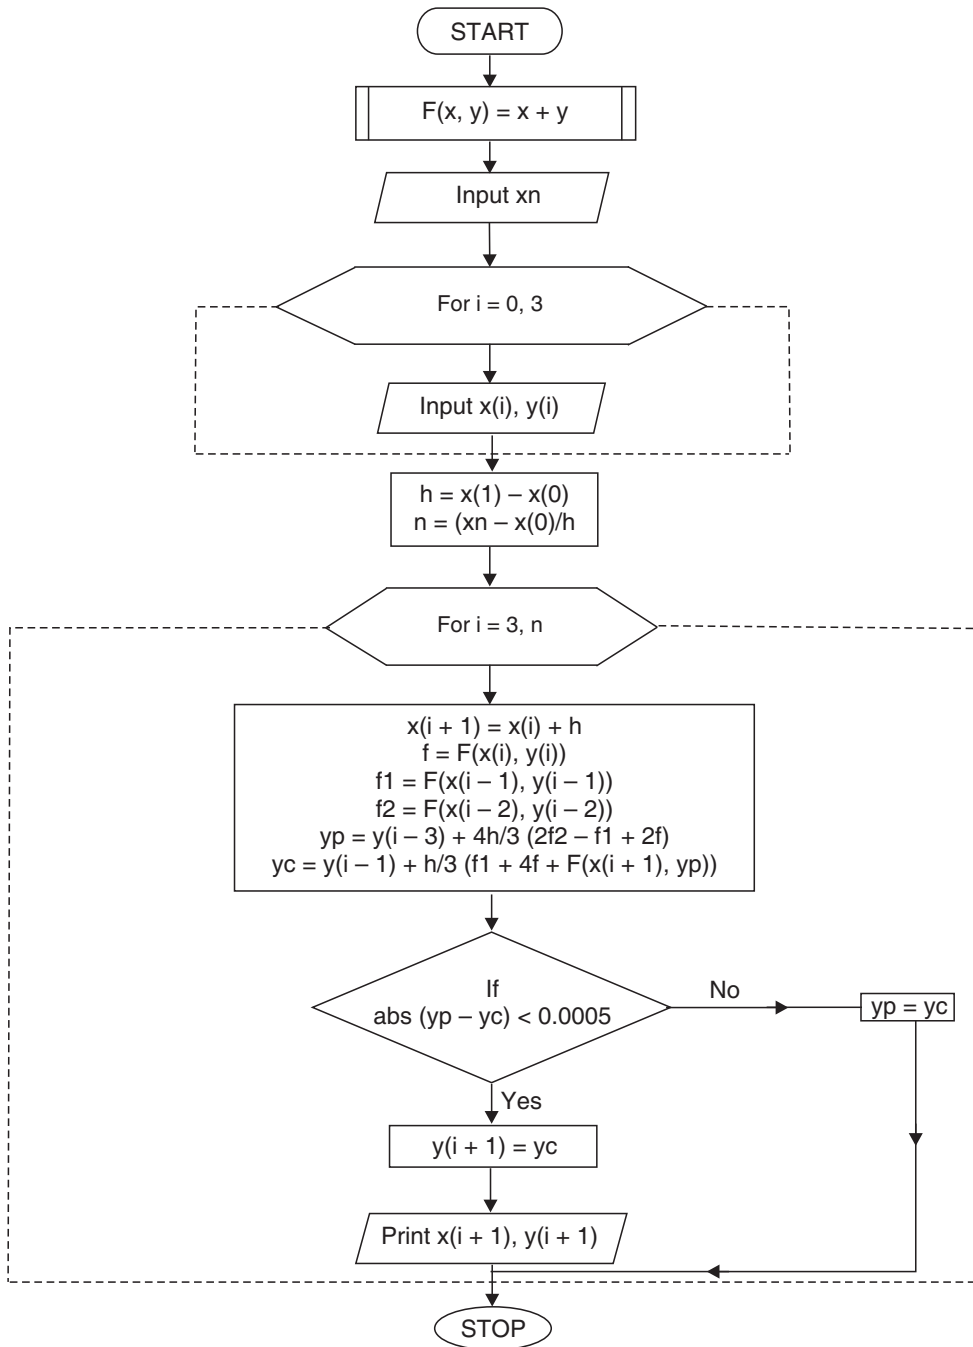 START
F(x, y) = x + y
Input xn
For i = 0, 3
Input x(i), y(i)
h = x(1) – x(0)
n = (xn – x(0)/h
For i = 3, n
x(i + 1) = x(i) + h
f = F(x(i), y(i))
f1 = F(x(i – 1), y(i – 1))
f2 = F(x(i – 2), y(i – 2))
yp = y(i – 3) + 4h/3 (2f2 – f1 + 2f)
yc = y(i – 1) + h/3 (f1 + 4f + F(x(i + 1), yp))
If
abs (yp – yc) < 0.0005
No
yp = yc
Yes
y(i + 1) = yc
Print x(i + 1), y(i + 1)
STOP